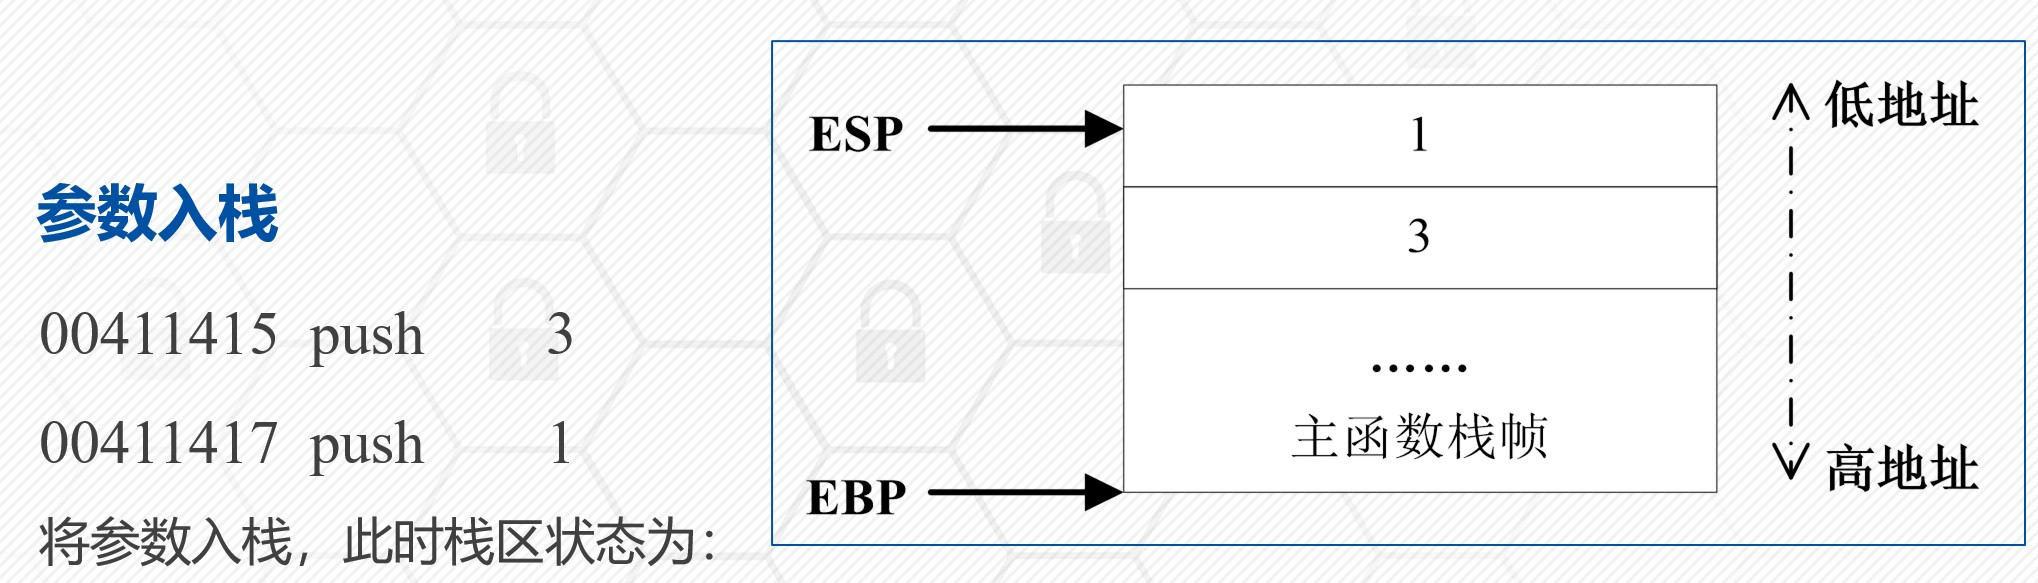 参数入栈
00411415 push 3
00411417 push 1
将参数入栈，此时栈区状态为：
ESP
1
3
……
主函数栈帧
EBP
低地址
高地址